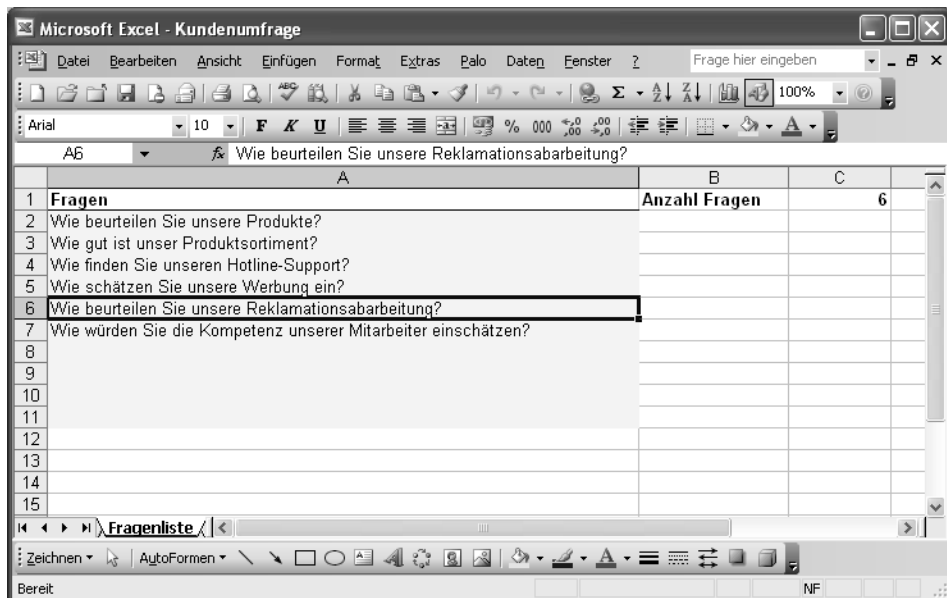 Microsoft Excel - Kundenumfrage
Datei Bearbeiten Ansicht Einfügen Format Extras Palo Daten Fenster ? Frage hier eingeben
100%
Arial 10 F K U % 000
A6 fx Wie beurteilen Sie unsere Reklamationsabarbeitung?
A B C
1 Fragen Anzahl Fragen 6
2 Wie beurteilen Sie unsere Produkte?
3 Wie gut ist unser Produktsortiment?
4 Wie finden Sie unseren Hotline-Support?
5 Wie schätzen Sie unsere Werbung ein?
6 Wie beurteilen Sie unsere Reklamationsabarbeitung?
7 Wie würden Sie die Kompetenz unserer Mitarbeiter einschätzen?
8
9
10
11
12
13
14
15
Fragenliste
Zeichnen AutoFormen
Bereit NF